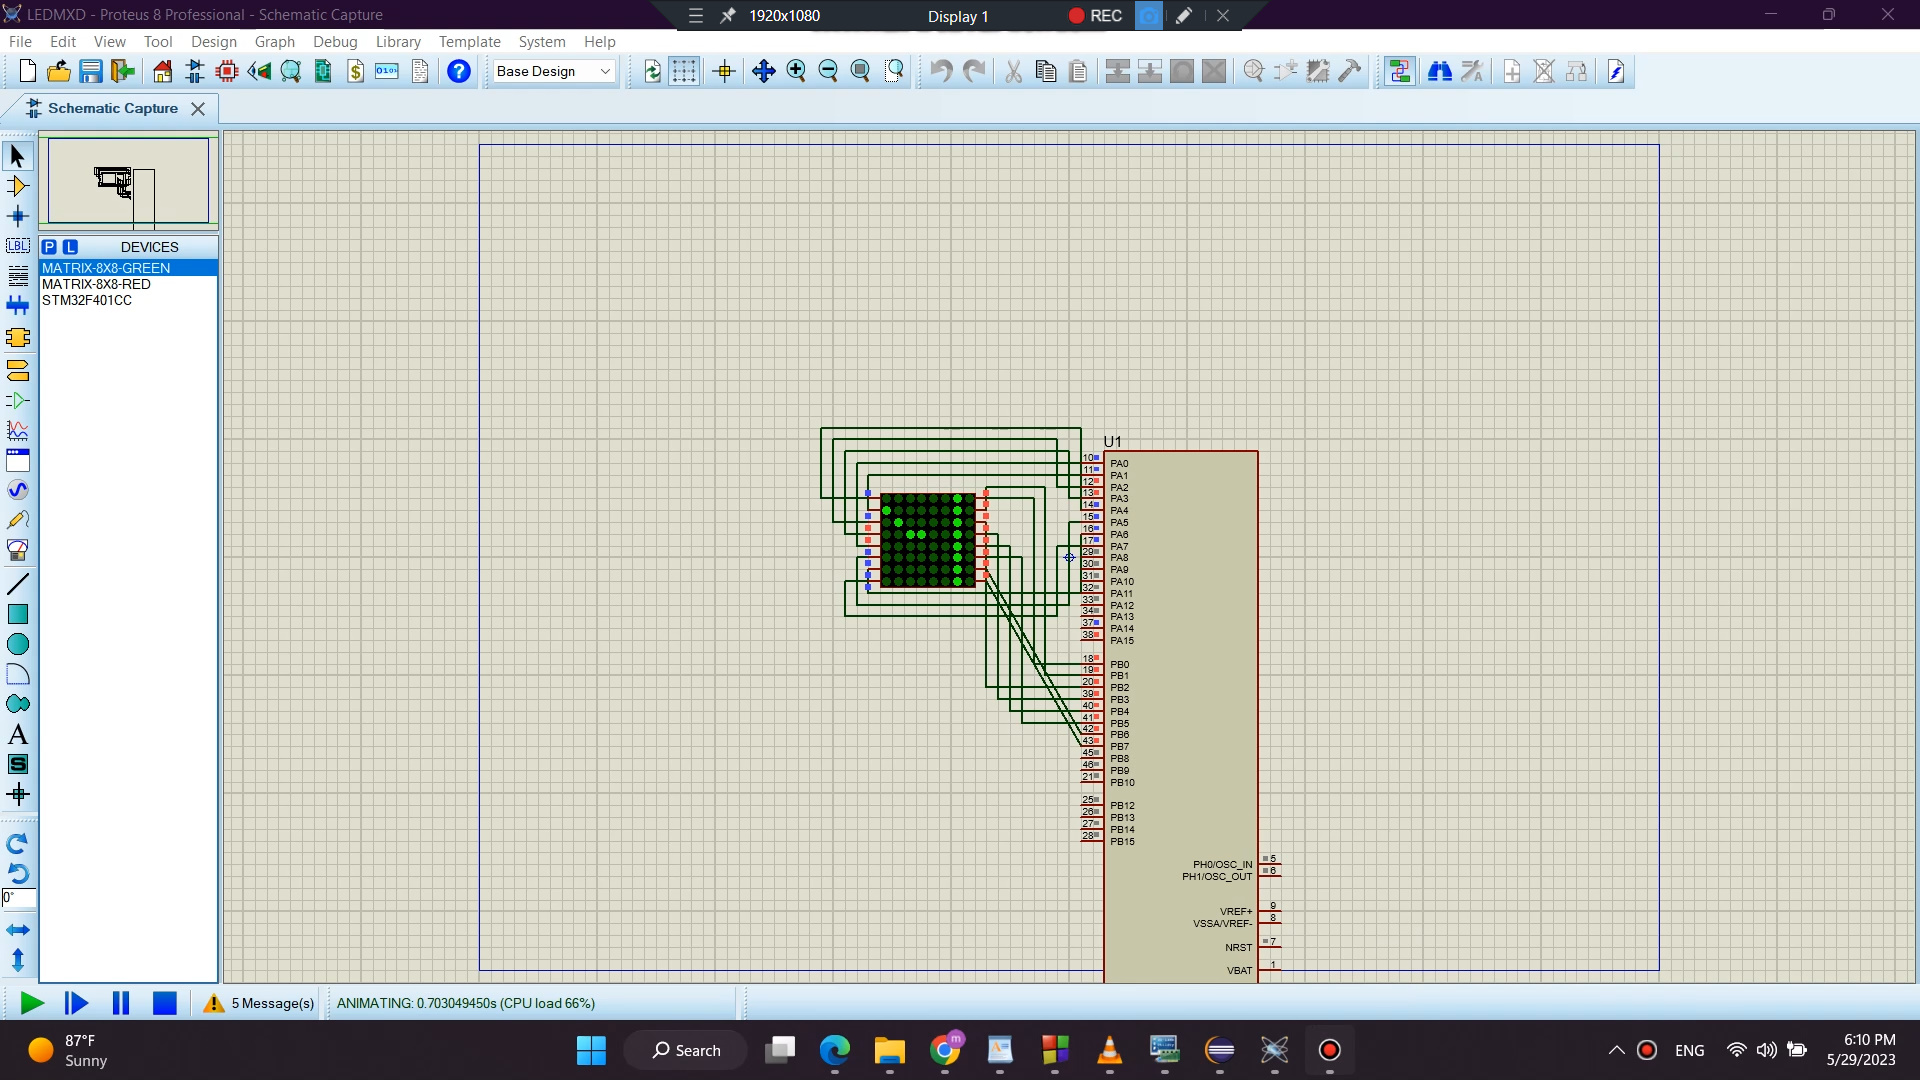 LEDMXD - Proteus 8 Professional - Schematic Capture
1920x1080
Display 1
REC
File Edit View Tool Design Graph Debug Library Template System Help
Base Design
Schematic Capture
P L DEVICES
MATRIX-8X8-GREEN
MATRIX-8X8-RED
STM32F401CC
LBL
A
S
0°
U1
10 PA0
11 PA1
12 PA2
13 PA3
14 PA4
15 PA5
16 PA6
17 PA7
29 PA8
30 PA9
31 PA10
32 PA11
33 PA12
34 PA13
37 PA14
38 PA15
18 PB0
19 PB1
20 PB2
39 PB3
40 PB4
41 PB5
42 PB6
43 PB7
45 PB8
46 PB9
21 PB10
25 PB12
26 PB13
27 PB14
28 PB15
PH0/OSC_IN 5
PH1/OSC_OUT 6
VREF+ 9
VSSA/VREF- 8
NRST 7
VBAT 1
5 Message(s)
ANIMATING: 0.703049450s (CPU load 66%)
87°F
Sunny
Search
m
ENG
6:10 PM
5/29/2023